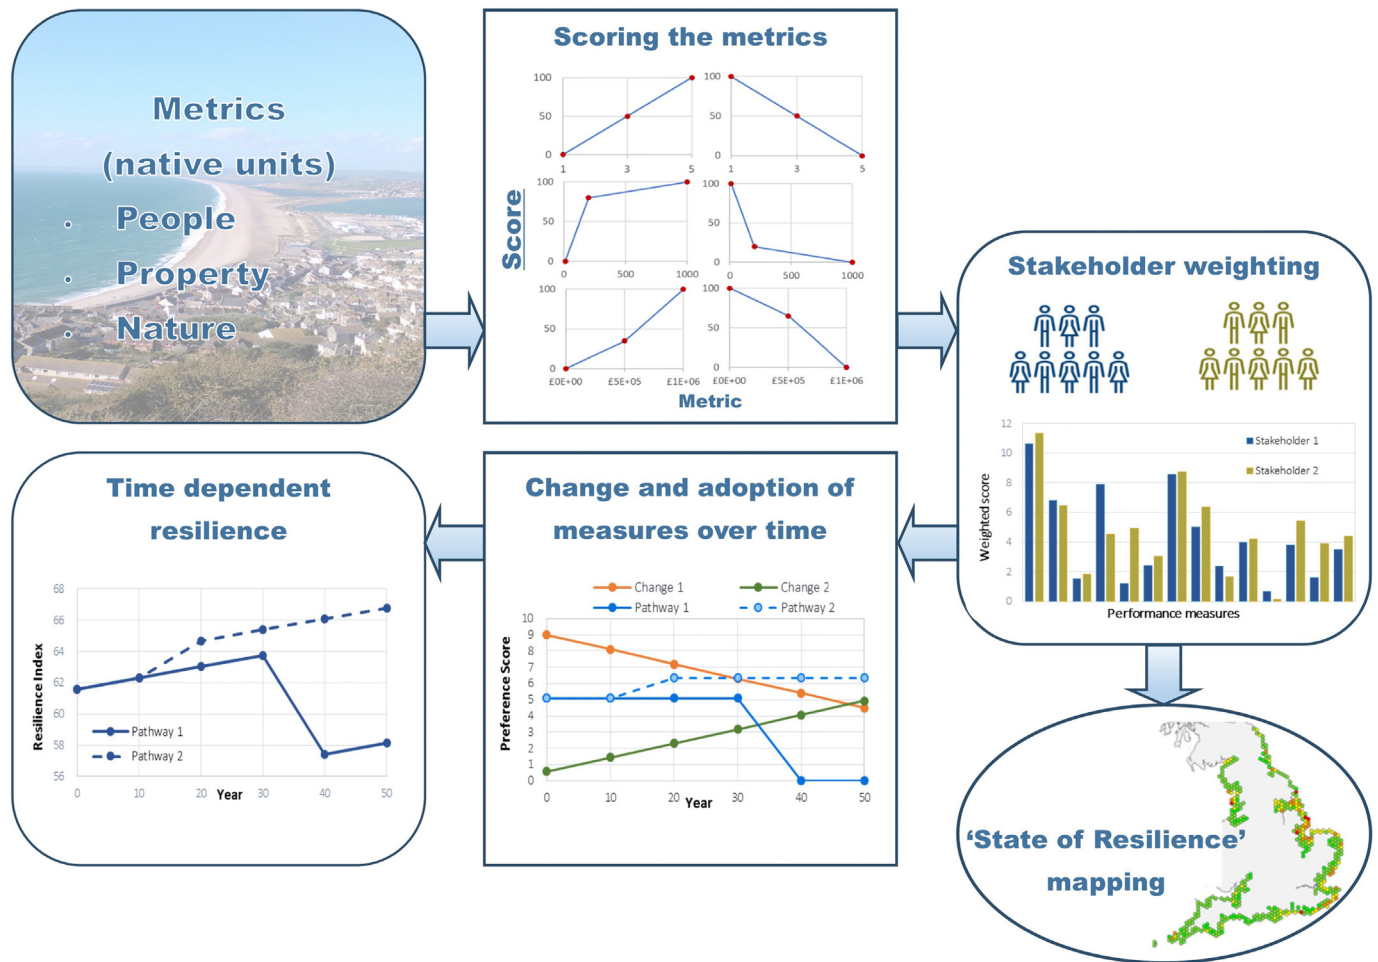 Metrics
(native units)
· People
· Property
· Nature
Scoring the metrics
100
50
0
1 3 5
100
50
0
1 3 5
100
50
0
0 500 1000
100
50
0
0 500 1000
100
50
0
£0E+00 £5E+05 £1E+06
100
50
0
£0E+00 £5E+05 £1E+06
Score
Metric
Stakeholder weighting
12
10
8
6
4
2
0
Weighted score
Stakeholder 1
Stakeholder 2
Performance measures
Time dependent
resilience
68
66
64
62
60
58
56
Resilience Index
Pathway 1
Pathway 2
0 10 20 30 40 50
Year
Change and adoption of
measures over time
Change 1 Change 2
Pathway 1 Pathway 2
10
9
8
7
6
5
4
3
2
1
0
Preference Score
0 10 20 30 40 50
Year
‘State of Resilience’
mapping